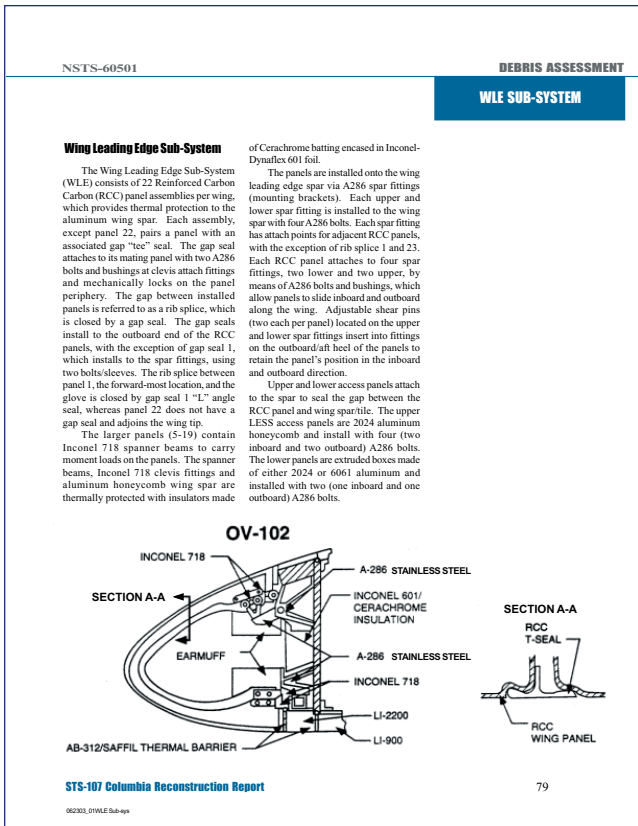 NSTS-60501
DEBRIS ASSESSMENT
WLE SUB-SYSTEM
Wing Leading Edge Sub-System
The Wing Leading Edge Sub-System
(WLE) consists of 22 Reinforced Carbon
Carbon (RCC) panel assemblies per wing,
which provides thermal protection to the
aluminum wing spar. Each assembly,
except panel 22, pairs a panel with an
associated gap “tee” seal. The gap seal
attaches to its mating panel with two A286
bolts and bushings at clevis attach fittings
and mechanically locks on the panel
periphery. The gap between installed
panels is referred to as a rib splice, which
is closed by a gap seal. The gap seals
install to the outboard end of the RCC
panels, with the exception of gap seal 1,
which installs to the spar fittings, using
two bolts/sleeves. The rib splice between
panel 1, the forward-most location, and the
glove is closed by gap seal 1 “L” angle
seal, whereas panel 22 does not have a
gap seal and adjoins the wing tip.
The larger panels (5-19) contain
Inconel 718 spanner beams to carry
moment loads on the panels. The spanner
beams, Inconel 718 clevis fittings and
aluminum honeycomb wing spar are
thermally protected with insulators made
of Cerachrome batting encased in Inconel-
Dynaflex 601 foil.
The panels are installed onto the wing
leading edge spar via A286 spar fittings
(mounting brackets). Each upper and
lower spar fitting is installed to the wing
spar with four A286 bolts. Each spar fitting
has attach points for adjacent RCC panels,
with the exception of rib splice 1 and 23.
Each RCC panel attaches to four spar
fittings, two lower and two upper, by
means of A286 bolts and bushings, which
allow panels to slide inboard and outboard
along the wing. Adjustable shear pins
(two each per panel) located on the upper
and lower spar fittings insert into fittings
on the outboard/aft heel of the panels to
retain the panel’s position in the inboard
and outboard direction.
Upper and lower access panels attach
to the spar to seal the gap between the
RCC panel and wing spar/tile. The upper
LESS access panels are 2024 aluminum
honeycomb and install with four (two
inboard and two outboard) A286 bolts.
The lower panels are extruded boxes made
of either 2024 or 6061 aluminum and
installed with two (one inboard and one
outboard) A286 bolts.
OV-102
INCONEL 718
A-286 STAINLESS STEEL
SECTION A-A
INCONEL 601/
CERACHROME
INSULATION
EARMUFF
A-286 STAINLESS STEEL
INCONEL 718
LI-2200
AB-312/SAFFIL THERMAL BARRIER
LI-900
SECTION A-A
RCC
T-SEAL
RCC
WING PANEL
STS-107 Columbia Reconstruction Report
79
062303_01WLE Sub-sys